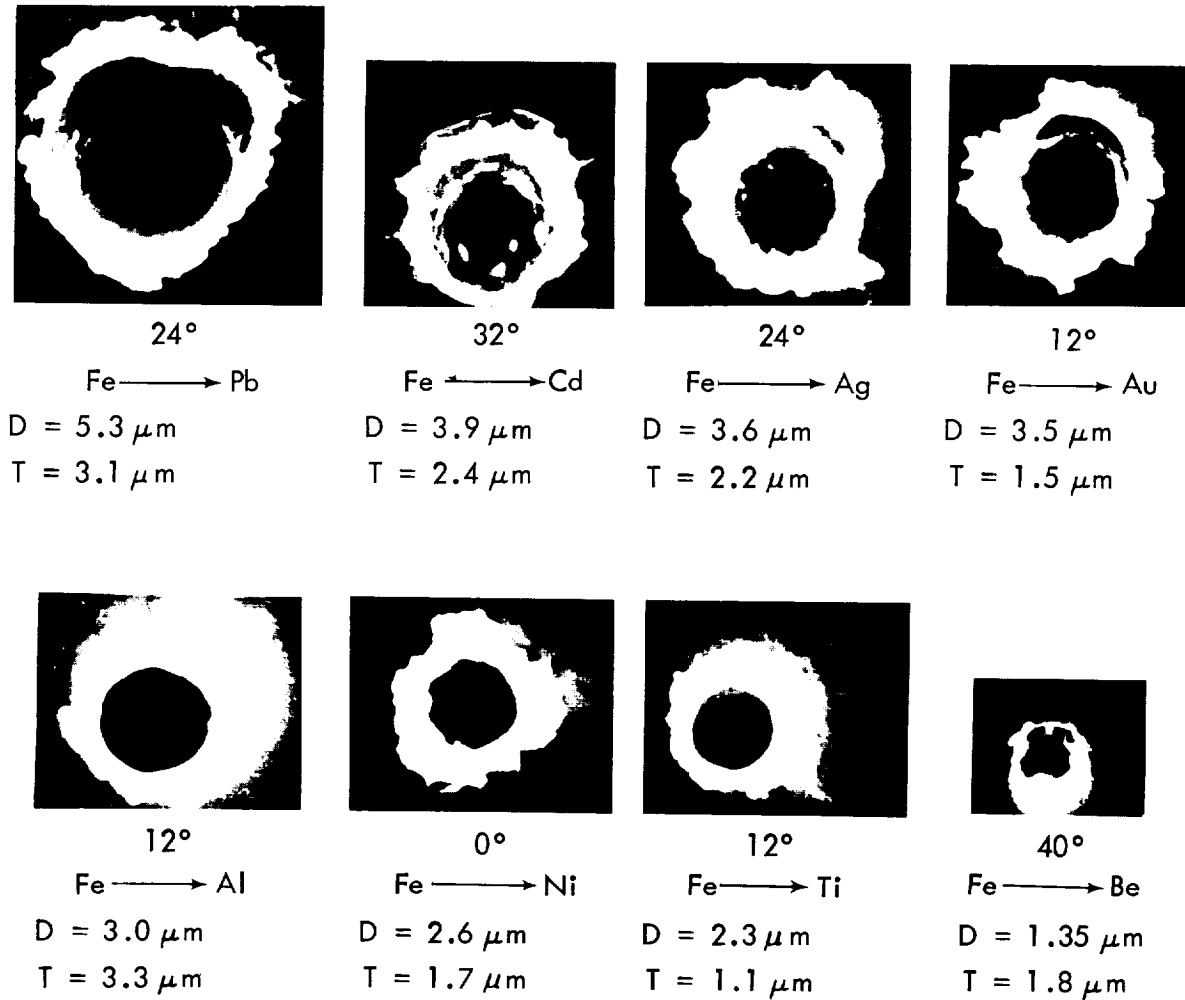 24° 32° 24° 12°
Fe → Pb Fe → Cd Fe → Ag Fe → Au
D = 5.3 μm D = 3.9 μm D = 3.6 μm D = 3.5 μm
T = 3.1 μm T = 2.4 μm T = 2.2 μm T = 1.5 μm
12° 0° 12° 40°
Fe → Al Fe → Ni Fe → Ti Fe → Be
D = 3.0 μm D = 2.6 μm D = 2.3 μm D = 1.35 μm
T = 3.3 μm T = 1.7 μm T = 1.1 μm T = 1.8 μm